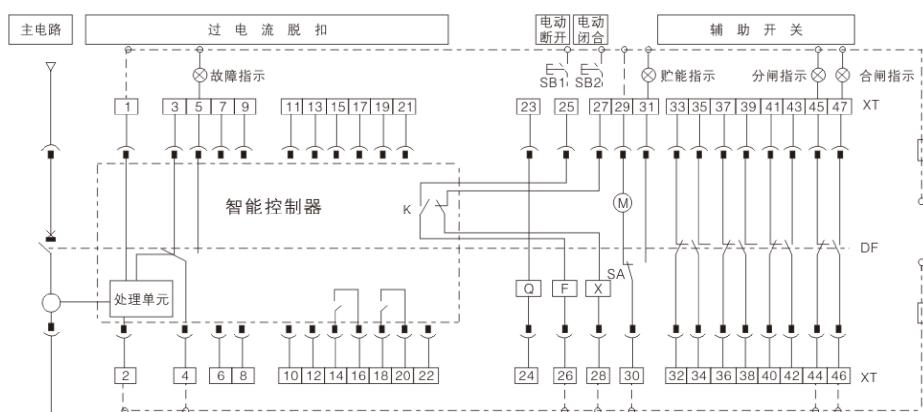 主电路 过电流脱扣 电动断开 电动闭合 辅助开关
SB1 SB2
故障指示 贮能指示 分闸指示 合闸指示
1 3 5 7 9 11 13 15 17 19 21 23 25 27 29 31 33 35 37 39 41 43 45 47 XT
智能控制器 K M
DF
SA
处理单元 Q F X
2 4 6 8 10 12 14 16 18 20 22 24 26 28 30 32 34 36 38 40 42 44 46 XT